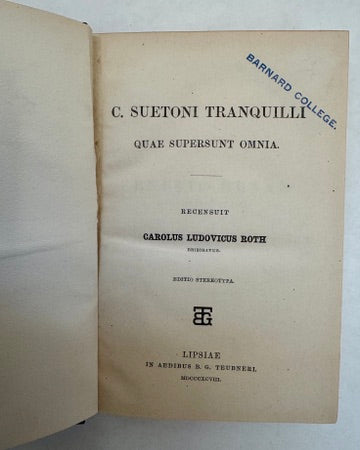 BARNARD COLLEGE.
C. SUETONI TRANQUILLI
QUAE SUPERSUNT OMNIA.
RECENSUIT
CAROLUS LUDOVICUS ROTH
EDITIO STEREOTYPA.
LIPSIAE
IN AEDIBUS B. G. TEUBNERI.
MDCCCXCVIII.